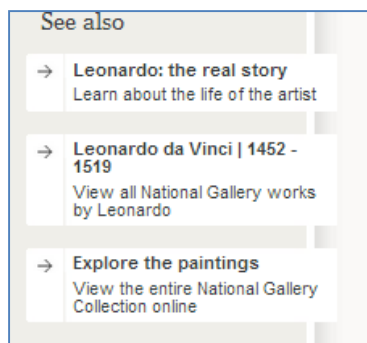 See also
→ Leonardo: the real story
Learn about the life of the artist
→ Leonardo da Vinci | 1452 -
1519
View all National Gallery works
by Leonardo
→ Explore the paintings
View the entire National Gallery
Collection online